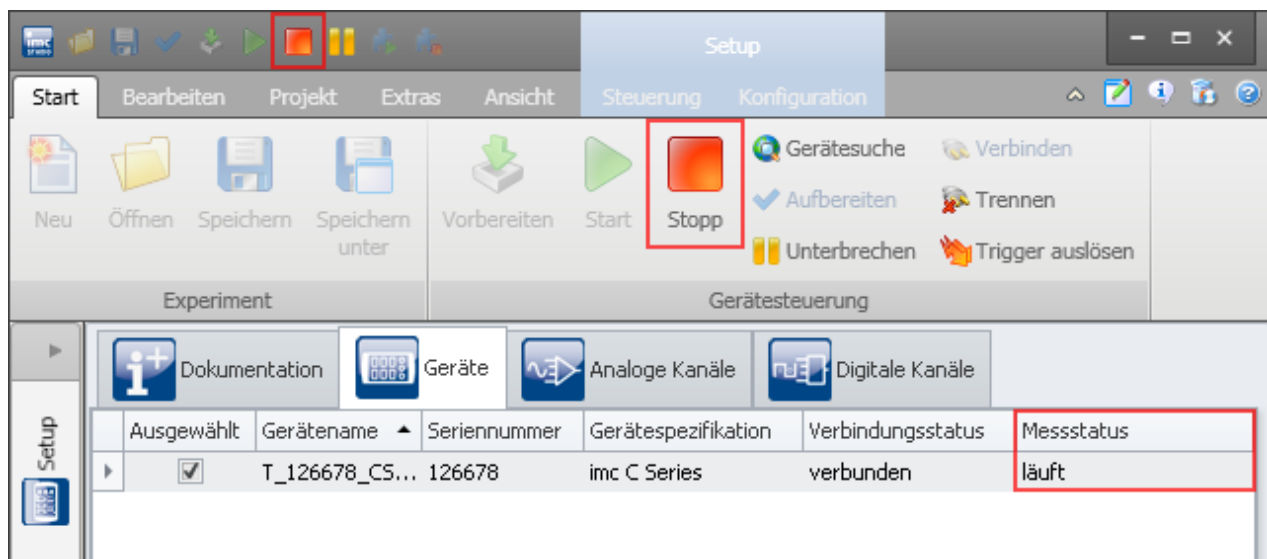 imc
STUDIO
Setup
Start Bearbeiten Projekt Extras Ansicht Steuerung Konfiguration
Neu Öffnen Speichern Speichern unter Vorbereiten Start Stopp
Gerätesuche Verbinden
Aufbereiten Trennen
Unterbrechen Trigger auslösen
Experiment Gerätesteuerung
Dokumentation Geräte Analoge Kanäle Digitale Kanäle
Setup
Ausgewählt Gerätename Seriennummer Gerätespezifikation Verbindungsstatus Messstatus
T_126678_CS... 126678 imc C Series verbunden läuft